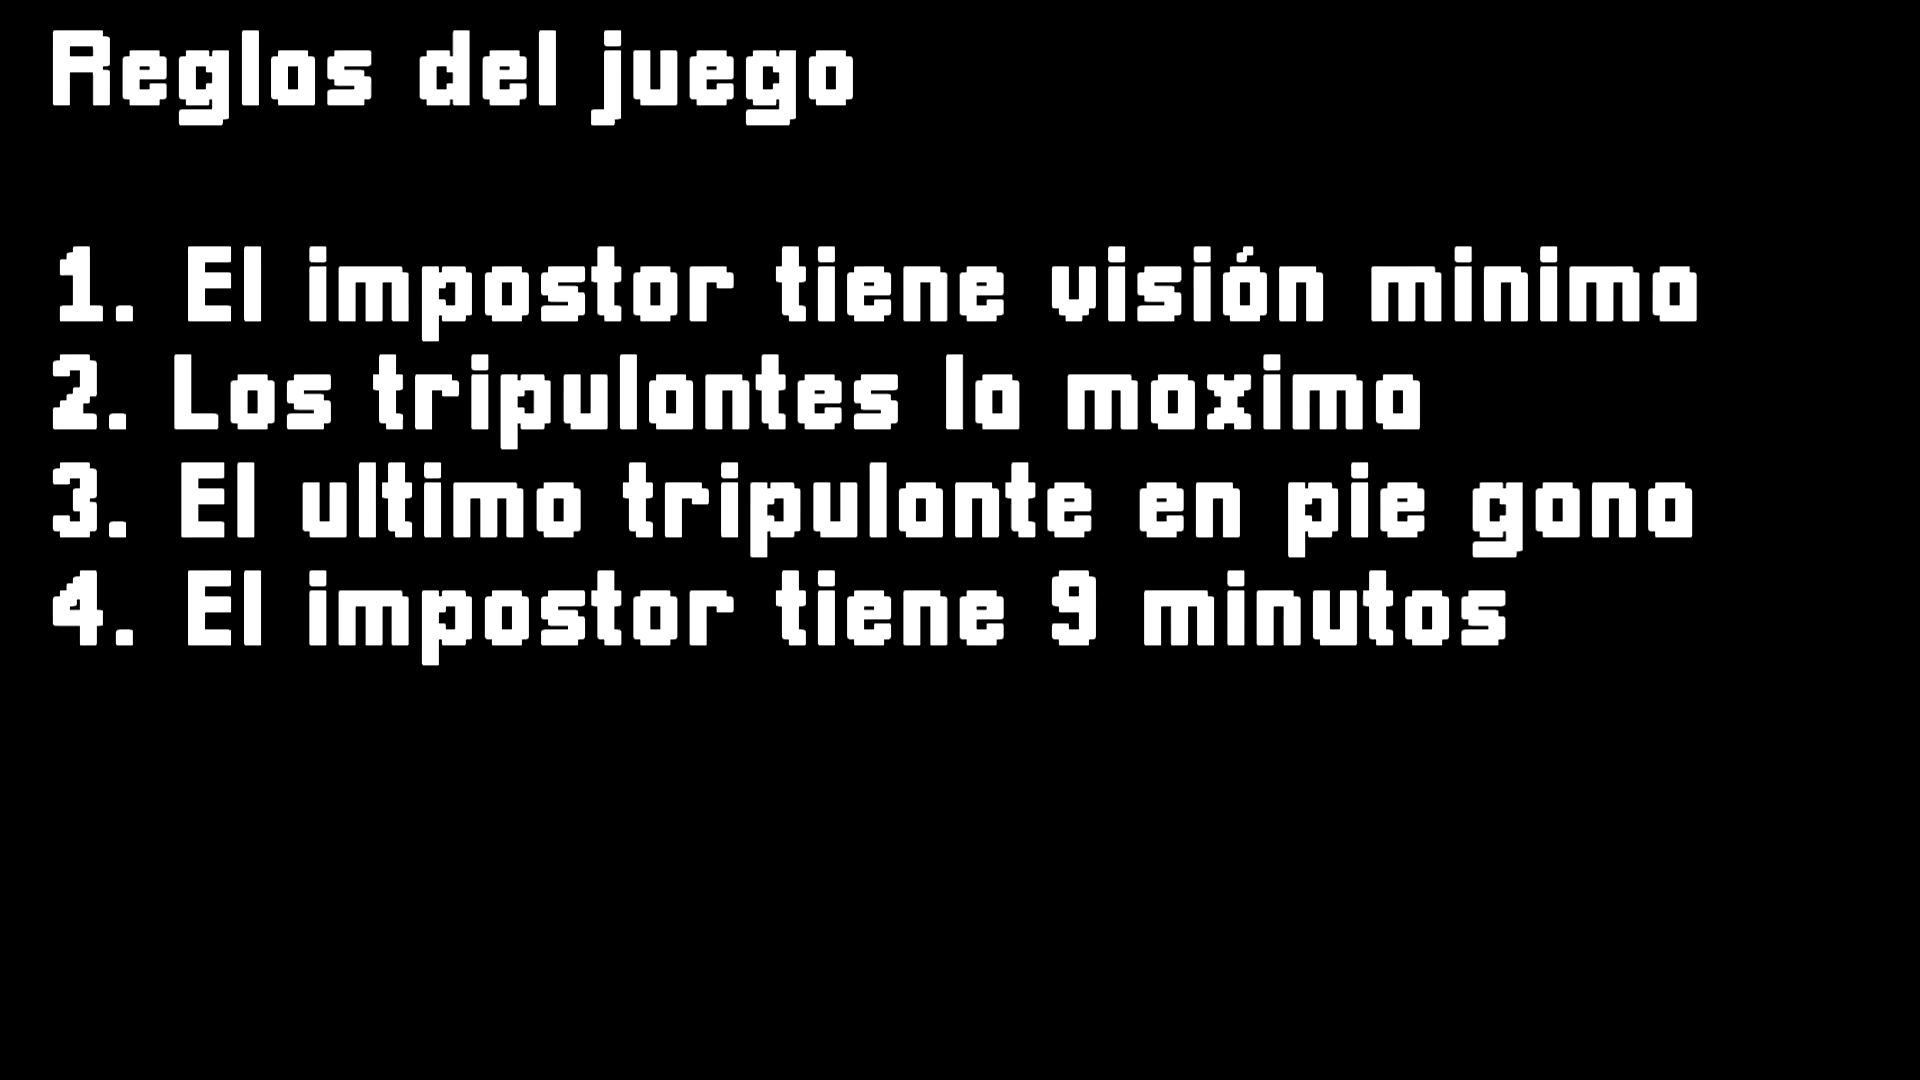 Reglas del juego
1. El impostor tiene visión minima
2. Los tripulantes la maxima
3. El ultimo tripulante en pie gana
4. El impostor tiene 9 minutos